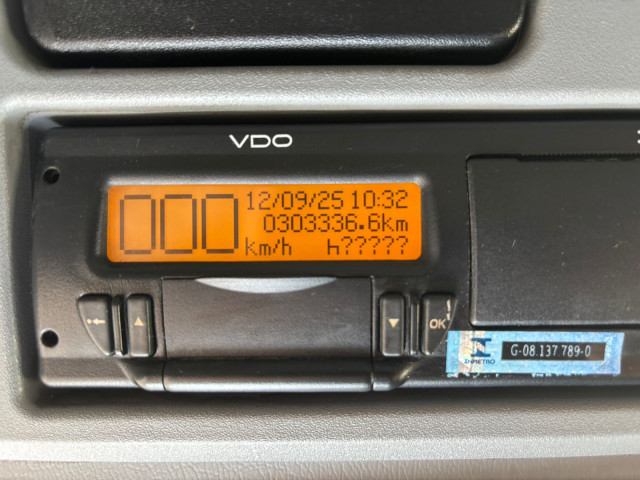 VDO
000
12/09/25 10:32
0303336.6km
km/h h?????
OK
INMETRO
G-08.137 789-0